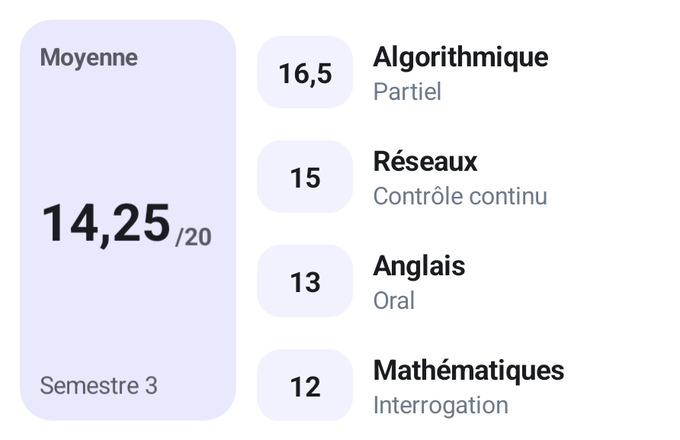 Moyenne
14,25 /20
Semestre 3
16,5
Algorithmique
Partiel
15
Réseaux
Contrôle continu
13
Anglais
Oral
12
Mathématiques
Interrogation